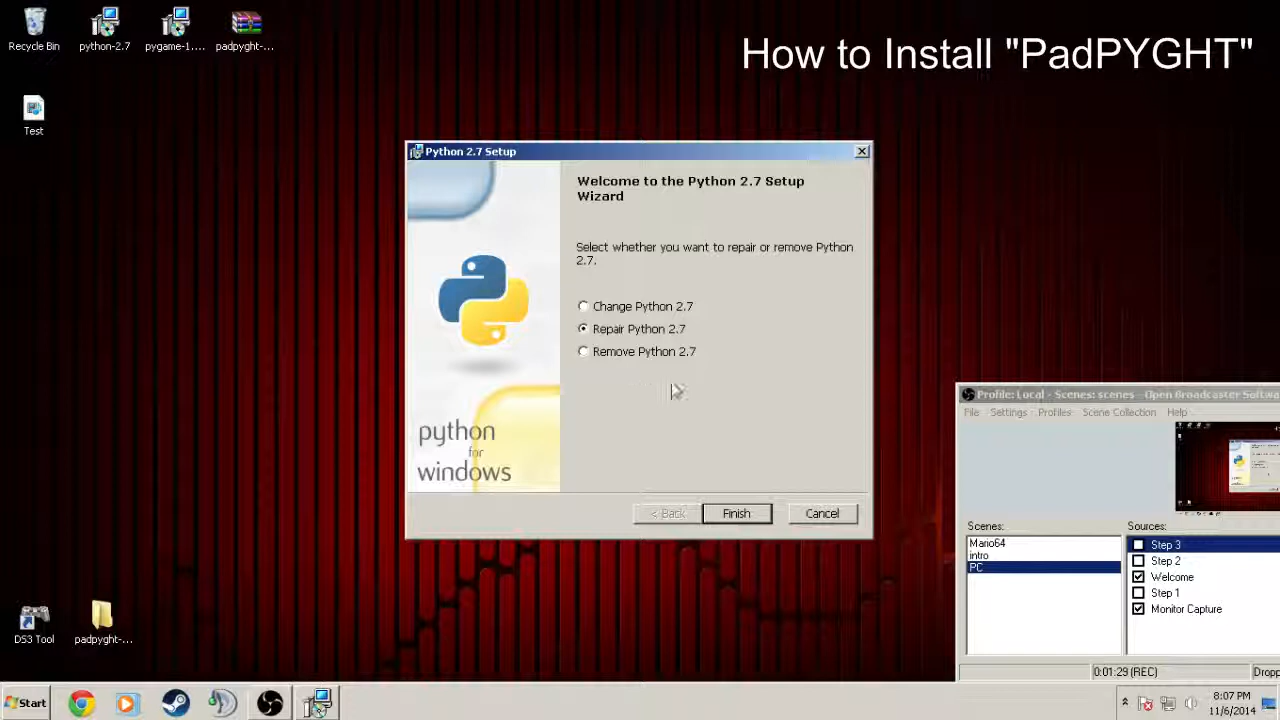 Recycle Bin
python-2.7
pygame-1....
padpyght-...
How to Install "PadPYGHT"
Test
Python 2.7 Setup
Welcome to the Python 2.7 Setup
Wizard
Select whether you want to repair or remove Python
2.7.
Change Python 2.7
Repair Python 2.7
Remove Python 2.7
python
for
windows
< Back
Finish
Cancel
Profile: Local - Scenes: scenes - Open Broadcaster Softwa
File Settings Profiles Scene Collection Help
Scenes:
Sources:
Mario64
intro
PC
Step 3
Step 2
Welcome
Step 1
Monitor Capture
0:01:29 (REC)
Dropp
DS3 Tool
padpyght-...
Start
8:07 PM
11/6/2014